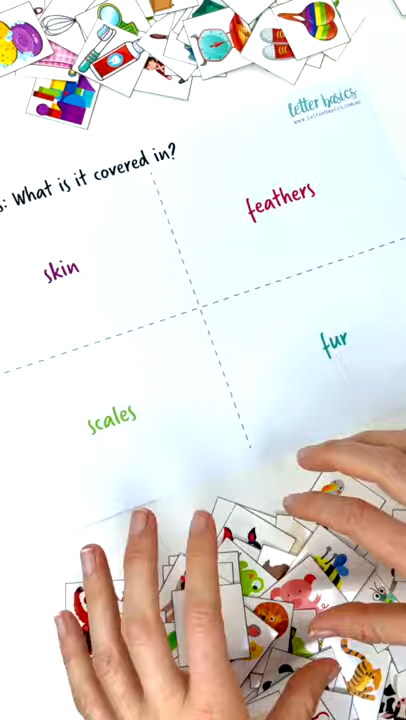 letter basics
www.letterbasics.com.au
s: What is it covered in?
skin
feathers
scales
fur